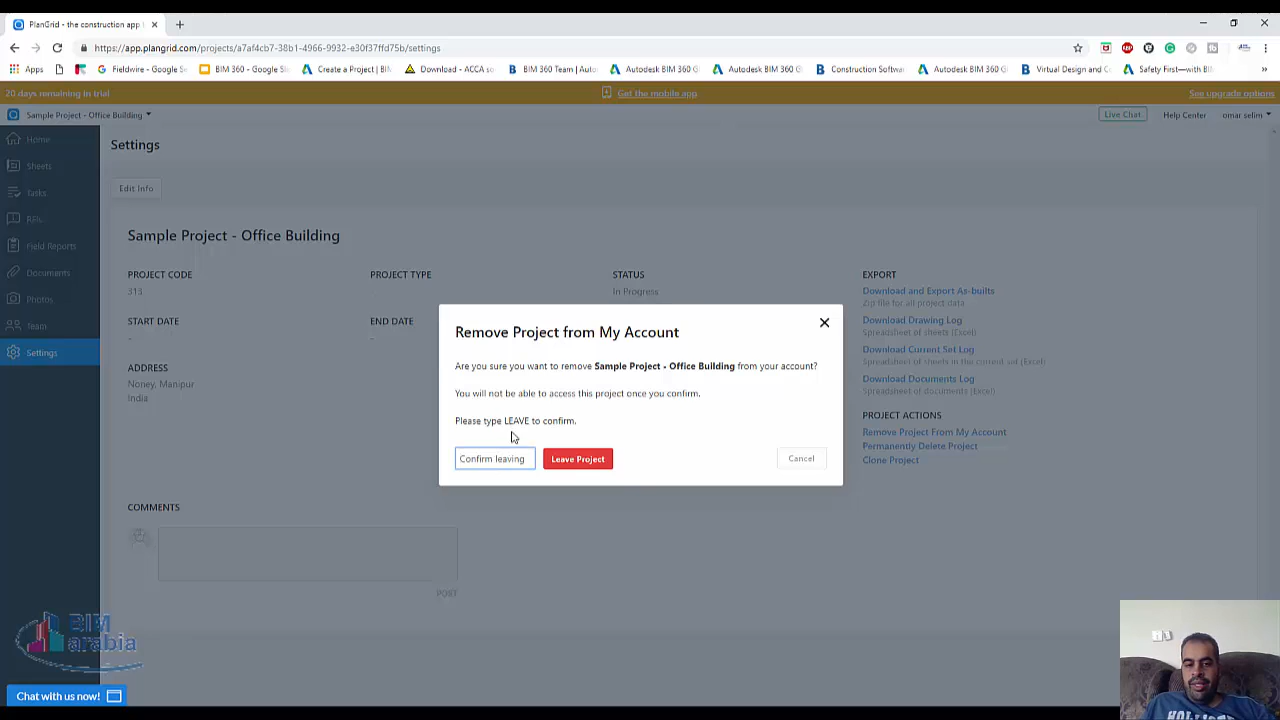 PlanGrid - the construction app
https://app.plangrid.com/projects/a7af4cb7-38b1-4966-9932-e30f37ffd75b/settings
Apps
Fieldwire - Google S
BIM 360 - Google Sl
Create a Project | BI
Download - ACCA so
BIM 360 Team | Auto
Autodesk BIM 360 G
Autodesk BIM 360 Gl
Construction Softwa
Autodesk BIM 360 G
Virtual Design and Co
Safety First—with BI
20 days remaining in trial
Get the mobile app
See upgrade options
Sample Project - Office Building
Live Chat
Help Center
omar selim
Home
Sheets
Tasks
RFIs
Field Reports
Documents
Photos
Team
Settings
Settings
Edit Info
Sample Project - Office Building
PROJECT CODE
313
PROJECT TYPE
STATUS
In Progress
START DATE
-
END DATE
-
ADDRESS
Noney, Manipur
India
EXPORT
Download and Export As-builts
Zip file for all project data
Download Drawing Log
Spreadsheet of sheets (Excel)
Download Current Set Log
Spreadsheet of sheets in the current set (Excel)
Download Documents Log
Spreadsheet of documents (Excel)
PROJECT ACTIONS
Remove Project From My Account
Permanently Delete Project
Clone Project
Remove Project from My Account
Are you sure you want to remove Sample Project - Office Building from your account?
You will not be able to access this project once you confirm.
Please type LEAVE to confirm.
Confirm leaving
Leave Project
Cancel
COMMENTS
POST
BIM
arabia
Chat with us now!